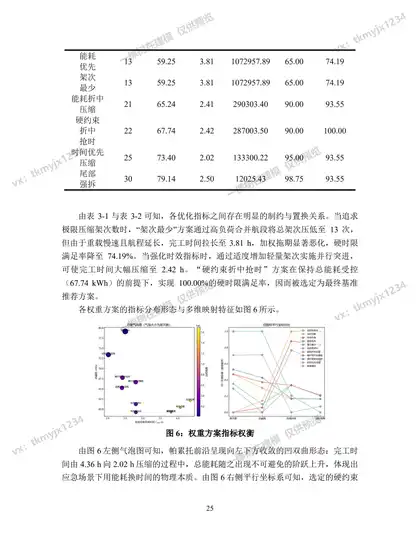 能耗
优先 13 59.25 3.81 1072957.89 65.00 74.19
架次
最少 13 59.25 3.81 1072957.89 65.00 74.19
能耗折中
压缩 21 65.24 2.41 290303.40 90.00 93.55
硬约束
折中
抢时 22 67.74 2.42 287003.50 90.00 100.00
时间优先
压缩 25 73.40 2.02 133300.22 95.00 93.55
尾部
强拆 30 79.14 2.50 12025.43 98.75 93.55
由表 3-1 与表 3-2 可知，各优化指标之间存在明显的制约与置换关系。当追求
极限压缩架次数时，“架次最少”方案通过高负荷合并航段将总架次压低至 13 次，
但由于重载慢速且航程延长，完工时间拉长至 3.81 h，加权拖期显著恶化，硬时限
满足率降至 74.19%。当强化时效指标时，通过适度增加轻量架次实施并行突进，
可使完工时间大幅压缩至 2.42 h。“硬约束折中抢时”方案在保持总能耗受控
（67.74 kWh）的前提下，实现 100.00%的硬时限满足率，因而被选定为最终基准
推荐方案。
各权重方案的指标分布形态与多维映射特征如图 6 所示。
图 6：权重方案指标权衡
由图 6 左侧气泡图可知，帕累托前沿呈现向左下方收敛的凹双曲形态；完工时
间由 4.36 h 向 2.02 h 压缩的过程中，总能耗随之出现不可避免的阶跃上升，体现出
应急场景下用能耗换时间的物理本质。由图 6 右侧平行坐标系可知，选定的硬约束
25
vx: tkmyjx1234